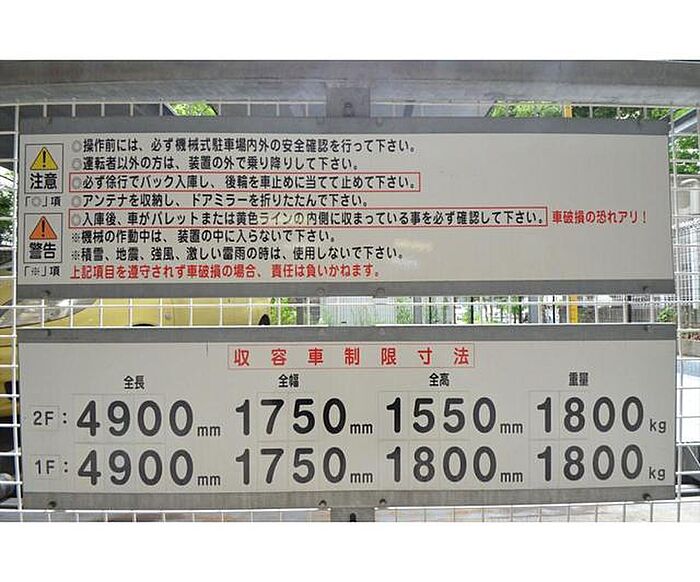 ◎操作前には、必ず機械式駐車場内外の安全確認を行って下さい。
◎運転者以外の方は、装置の外で乗り降りして下さい。
注意
◎必ず徐行でバック入庫し、後輪を車止めに当てて止めて下さい。
「◎」項
◎アンテナを収納し、ドアミラーを折りたたんで下さい。
◎入庫後、車がパレットまたは黄色ラインの内側に収まっている事を必ず確認して下さい。 車破損の恐れアリ！
警告
※機械の作動中は、装置の中に入らないで下さい。
※積雪、地震、強風、激しい雷雨の時は、使用しないで下さい。
「※」項
上記項目を遵守されず車破損の場合、責任は負いかねます。
収容車制限寸法
全長 全幅 全高 重量
2F: 4900mm 1750mm 1550mm 1800kg
1F: 4900mm 1750mm 1800mm 1800kg